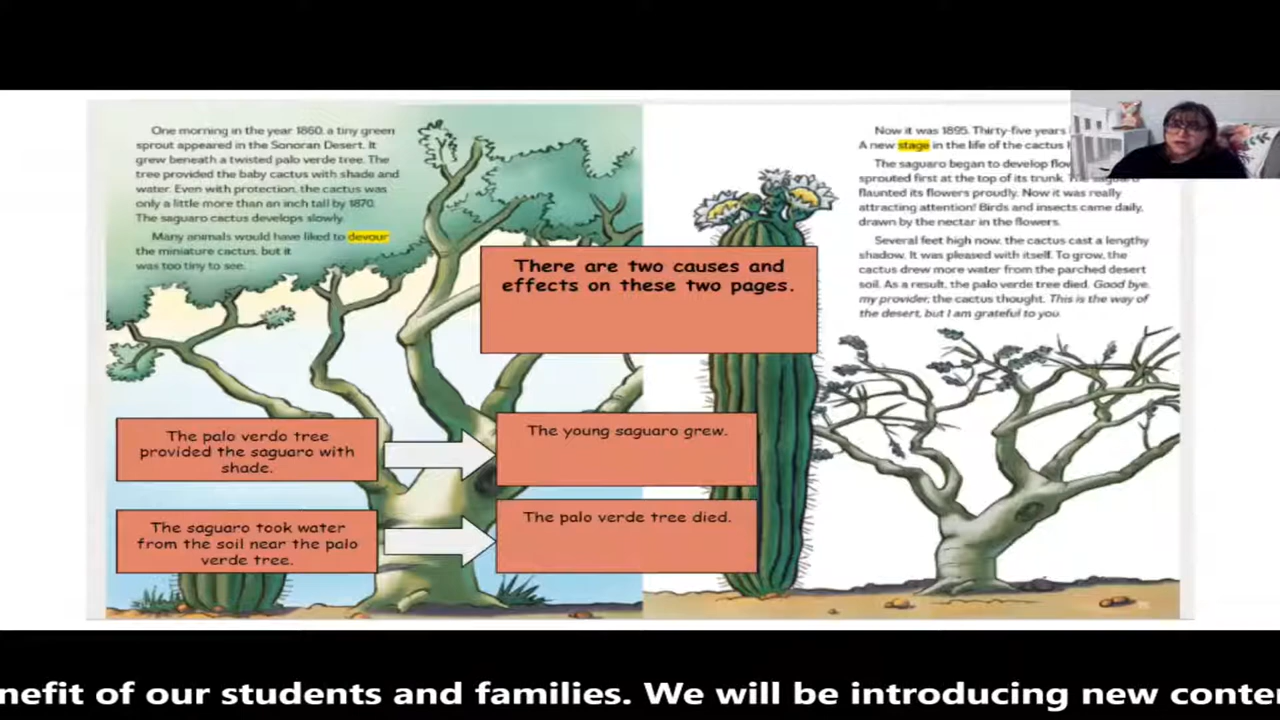 One morning in the year 1860, a tiny green
sprout appeared in the Sonoran Desert. It
grew beneath a twisted palo verde tree. The
tree provided the baby cactus with shade and
water. Even with protection, the cactus was
only a little more than an inch tall by 1870.
The saguaro cactus develops slowly.
Many animals would have liked to devour
the miniature cactus, but it
was too tiny to see.
Now it was 1895. Thirty-five years
A new stage in the life of the cactus
The saguaro began to develop
sprouted first at the top of its trunk.
flaunted its flowers proudly. Now it was really
attracting attention! Birds and insects came daily,
drawn by the nectar in the flowers.
Several feet high now, the cactus cast a lengthy
shadow. It was pleased with itself. To grow, the
cactus drew more water from the parched desert
soil. As a result, the palo verde tree died. Good bye,
my provider, the cactus thought. This is the way of
the desert, but I am grateful to you.
There are two causes and
effects on these two pages.
The palo verdo tree
provided the saguaro with
shade.
The young saguaro grew.
The saguaro took water
from the soil near the palo
verde tree.
The palo verde tree died.
nefit of our students and families. We will be introducing new conte